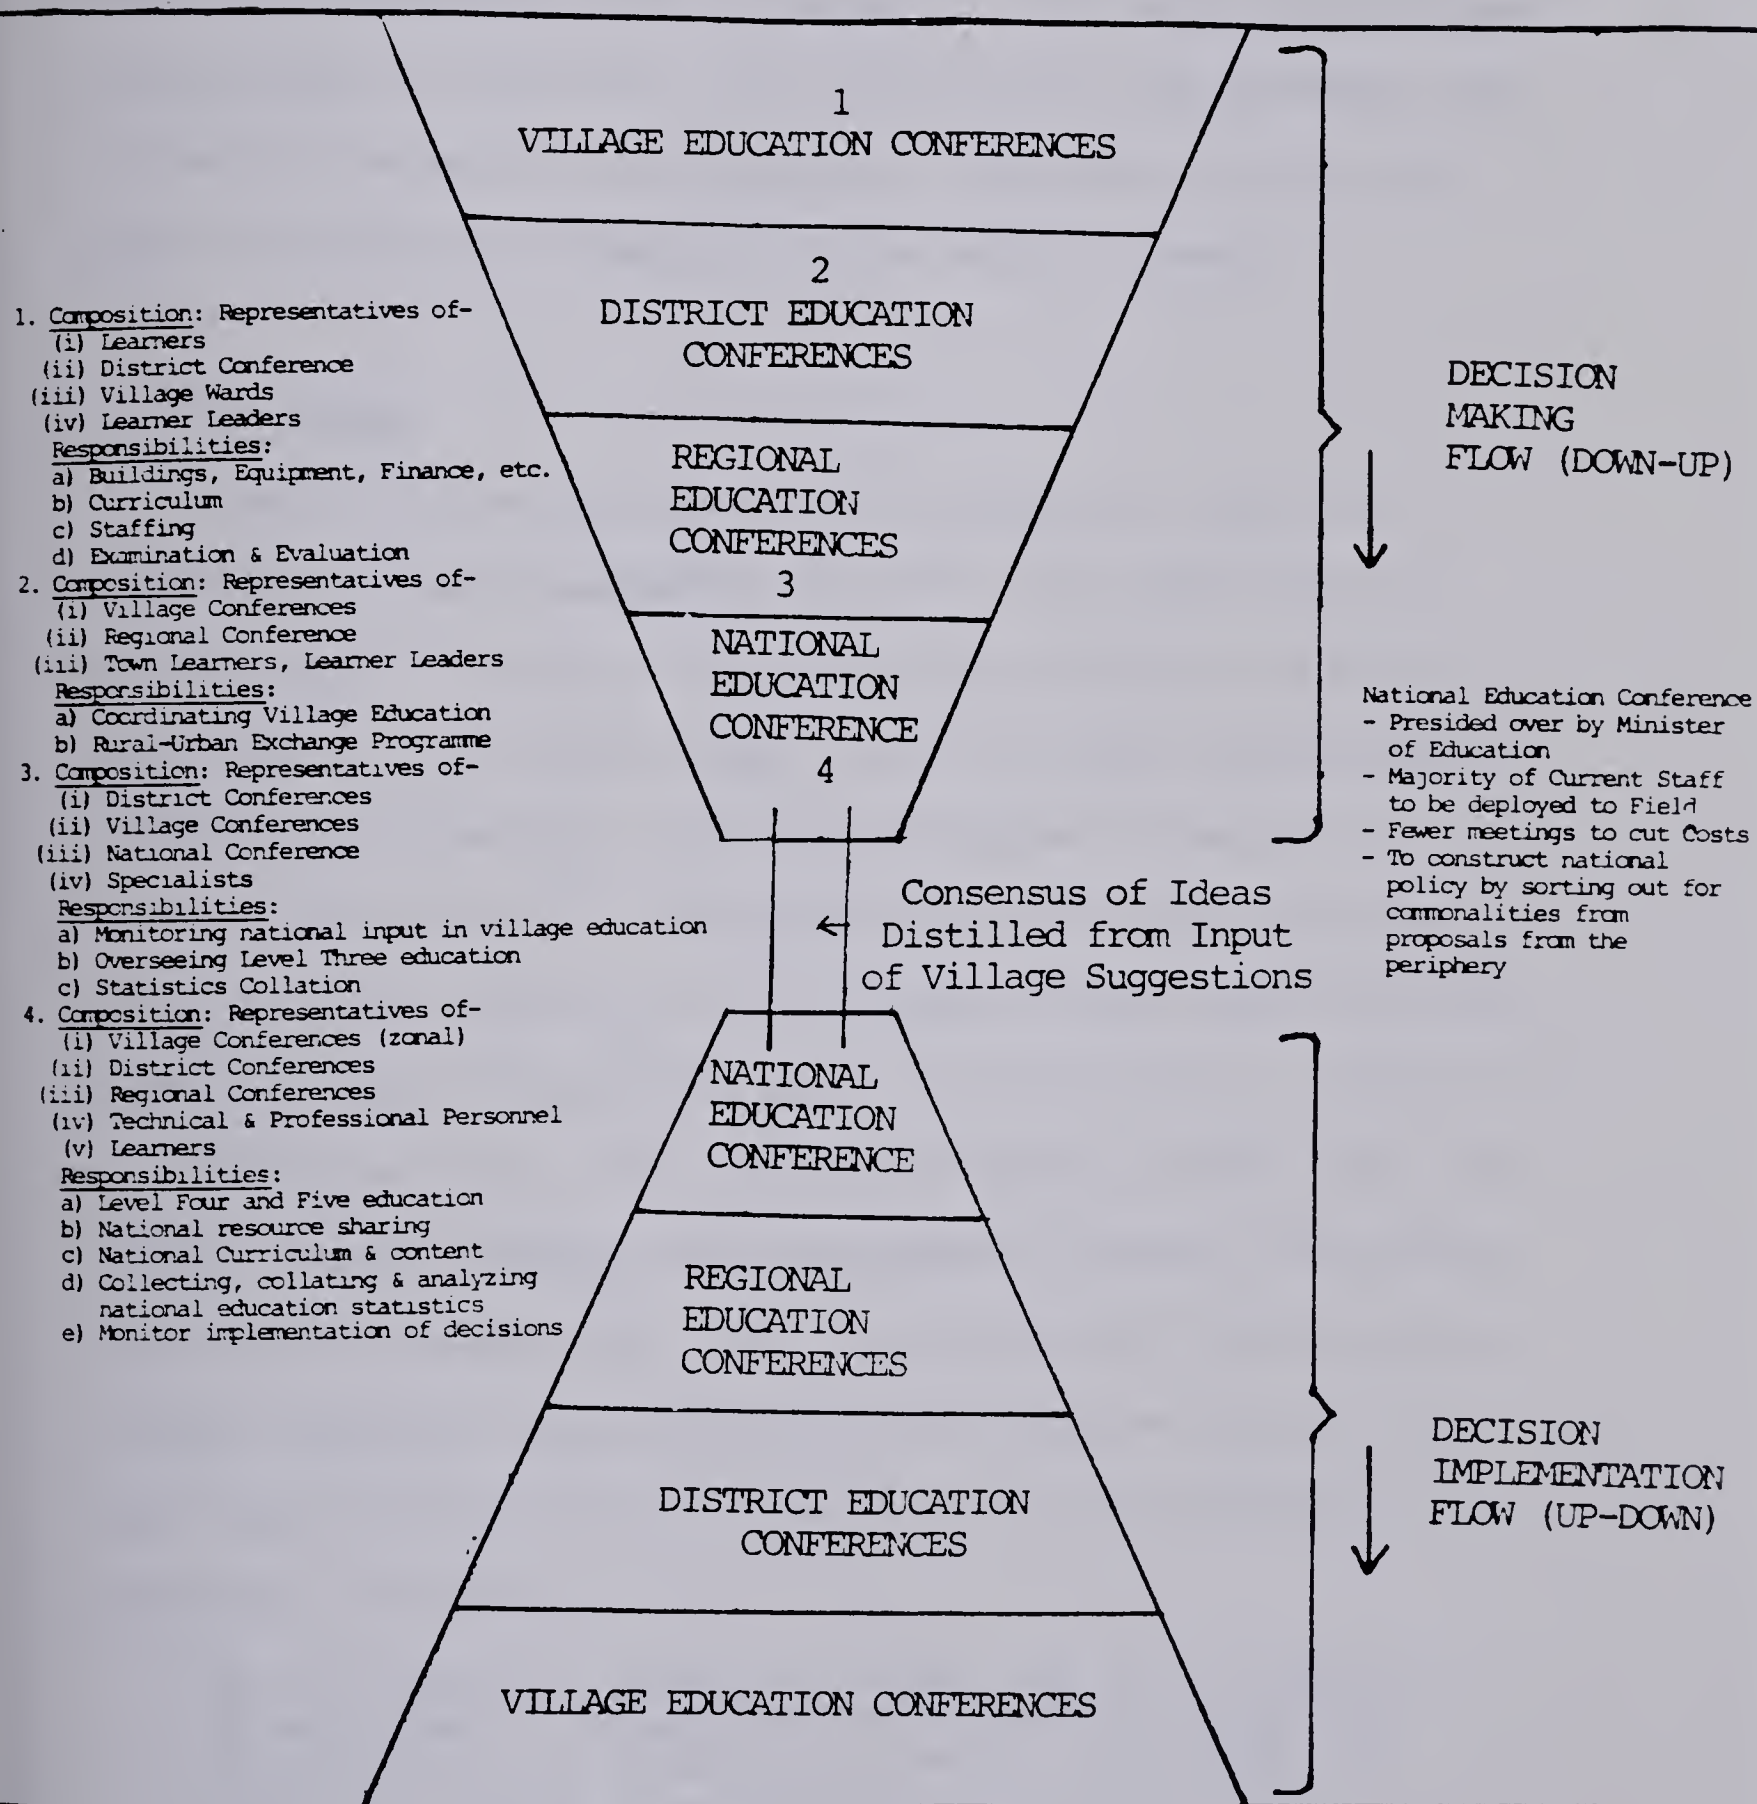 1
VILLAGE EDUCATION CONFERENCES
2
DISTRICT EDUCATION
CONFERENCES
REGIONAL
EDUCATION
CONFERENCES
3
NATIONAL
EDUCATION
CONFERENCE
4
DECISION
MAKING
FLOW (DOWN-UP)
1. Composition: Representatives of-
(i) Learners
(ii) District Conference
(iii) Village Wards
(iv) Learner Leaders
Responsibilities:
a) Buildings, Equipment, Finance, etc.
b) Curriculum
c) Staffing
d) Examination & Evaluation
2. Composition: Representatives of-
(i) Village Conferences
(ii) Regional Conference
(iii) Town Learners, Learner Leaders
Responsibilities:
a) Coordinating Village Education
b) Rural-Urban Exchange Programme
3. Composition: Representatives of-
(i) District Conferences
(ii) Village Conferences
(iii) National Conference
(iv) Specialists
Responsibilities:
a) Monitoring national input in village education
b) Overseeing Level Three education
c) Statistics Collation
4. Composition: Representatives of-
(i) Village Conferences (zonal)
(ii) District Conferences
(iii) Regional Conferences
(iv) Technical & Professional Personnel
(v) Learners
Responsibilities:
a) Level Four and Five education
b) National resource sharing
c) National Curriculum & content
d) Collecting, collating & analyzing
national education statistics
e) Monitor implementation of decisions
National Education Conference
- Presided over by Minister
of Education
- Majority of Current Staff
to be deployed to Field
- Fewer meetings to cut Costs
- To construct national
policy by sorting out for
commonalities from
proposals from the
periphery
Consensus of Ideas
Distilled from Input
of Village Suggestions
NATIONAL
EDUCATION
CONFERENCE
REGIONAL
EDUCATION
CONFERENCES
DISTRICT EDUCATION
CONFERENCES
VILLAGE EDUCATION CONFERENCES
DECISION
IMPLEMENTATION
FLOW (UP-DOWN)